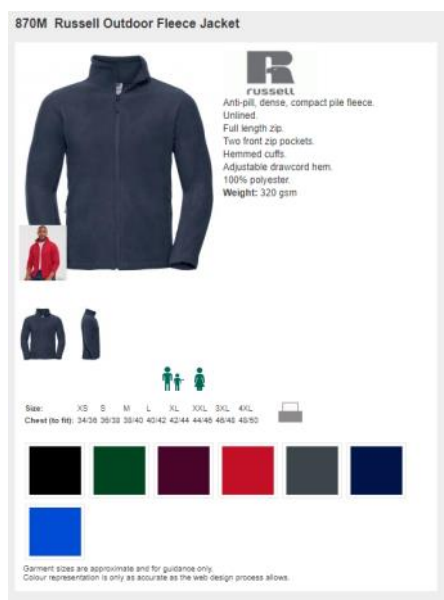 870M Russell Outdoor Fleece Jacket
R
russell
Anti-pill, dense, compact pile fleece.
Unlined.
Full length zip.
Two front zip pockets.
Hemmed cuffs.
Adjustable drawcord hem.
100% polyester.
Weight: 320 gsm
Size: XS S M L XL XXL 3XL 4XL
Chest (to fit): 34/36 36/38 38/40 40/42 42/44 44/46 46/48 48/50
Garment sizes are approximate and for guidance only.
Colour representation is only as accurate as the web design process allows.